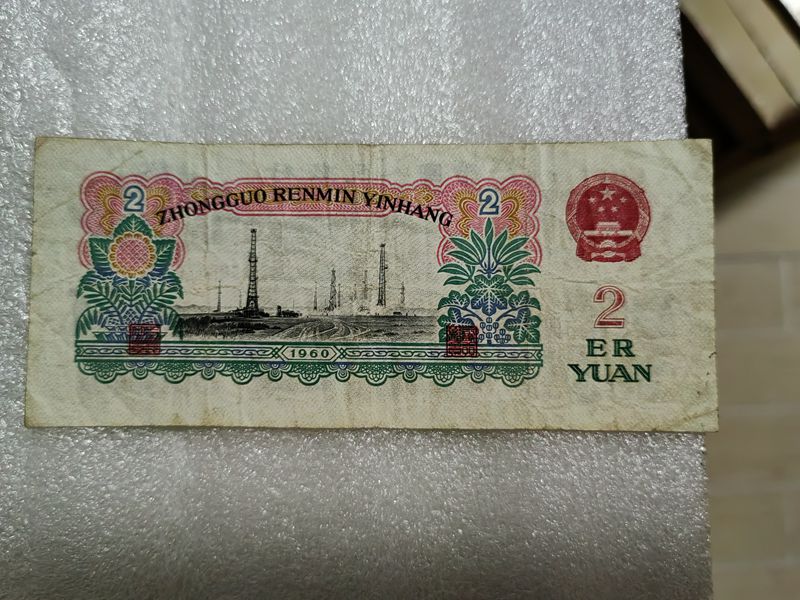 2 2
ZHONGGUO RENMIN YINHANG
1960
2
ER
YUAN